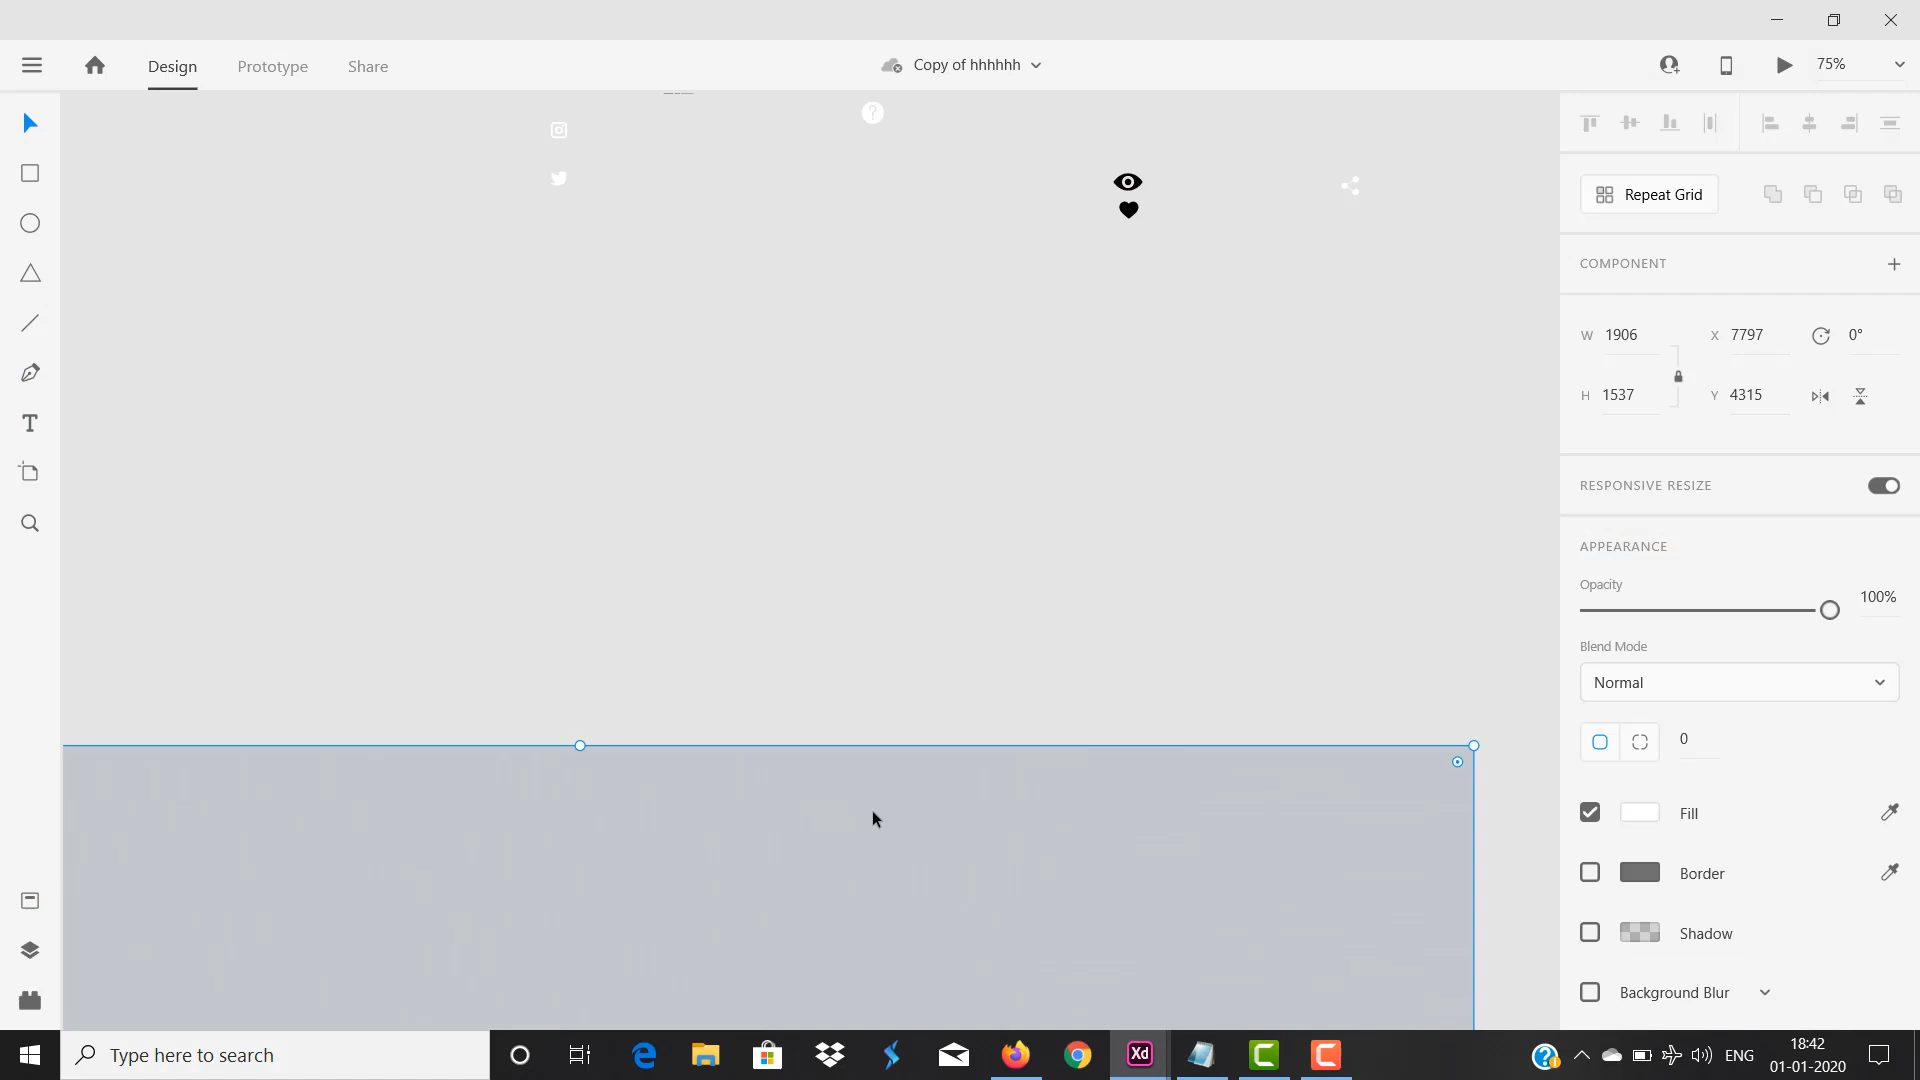 Design Prototype Share
Copy of hhhhhh
75%
?
Repeat Grid
COMPONENT
W 1906 X 7797 0°
H 1537 Y 4315
RESPONSIVE RESIZE
APPEARANCE
Opacity
100%
Blend Mode
Normal
0
Fill
Border
Shadow
Background Blur
Type here to search
Xd
ENG
18:42
01-01-2020